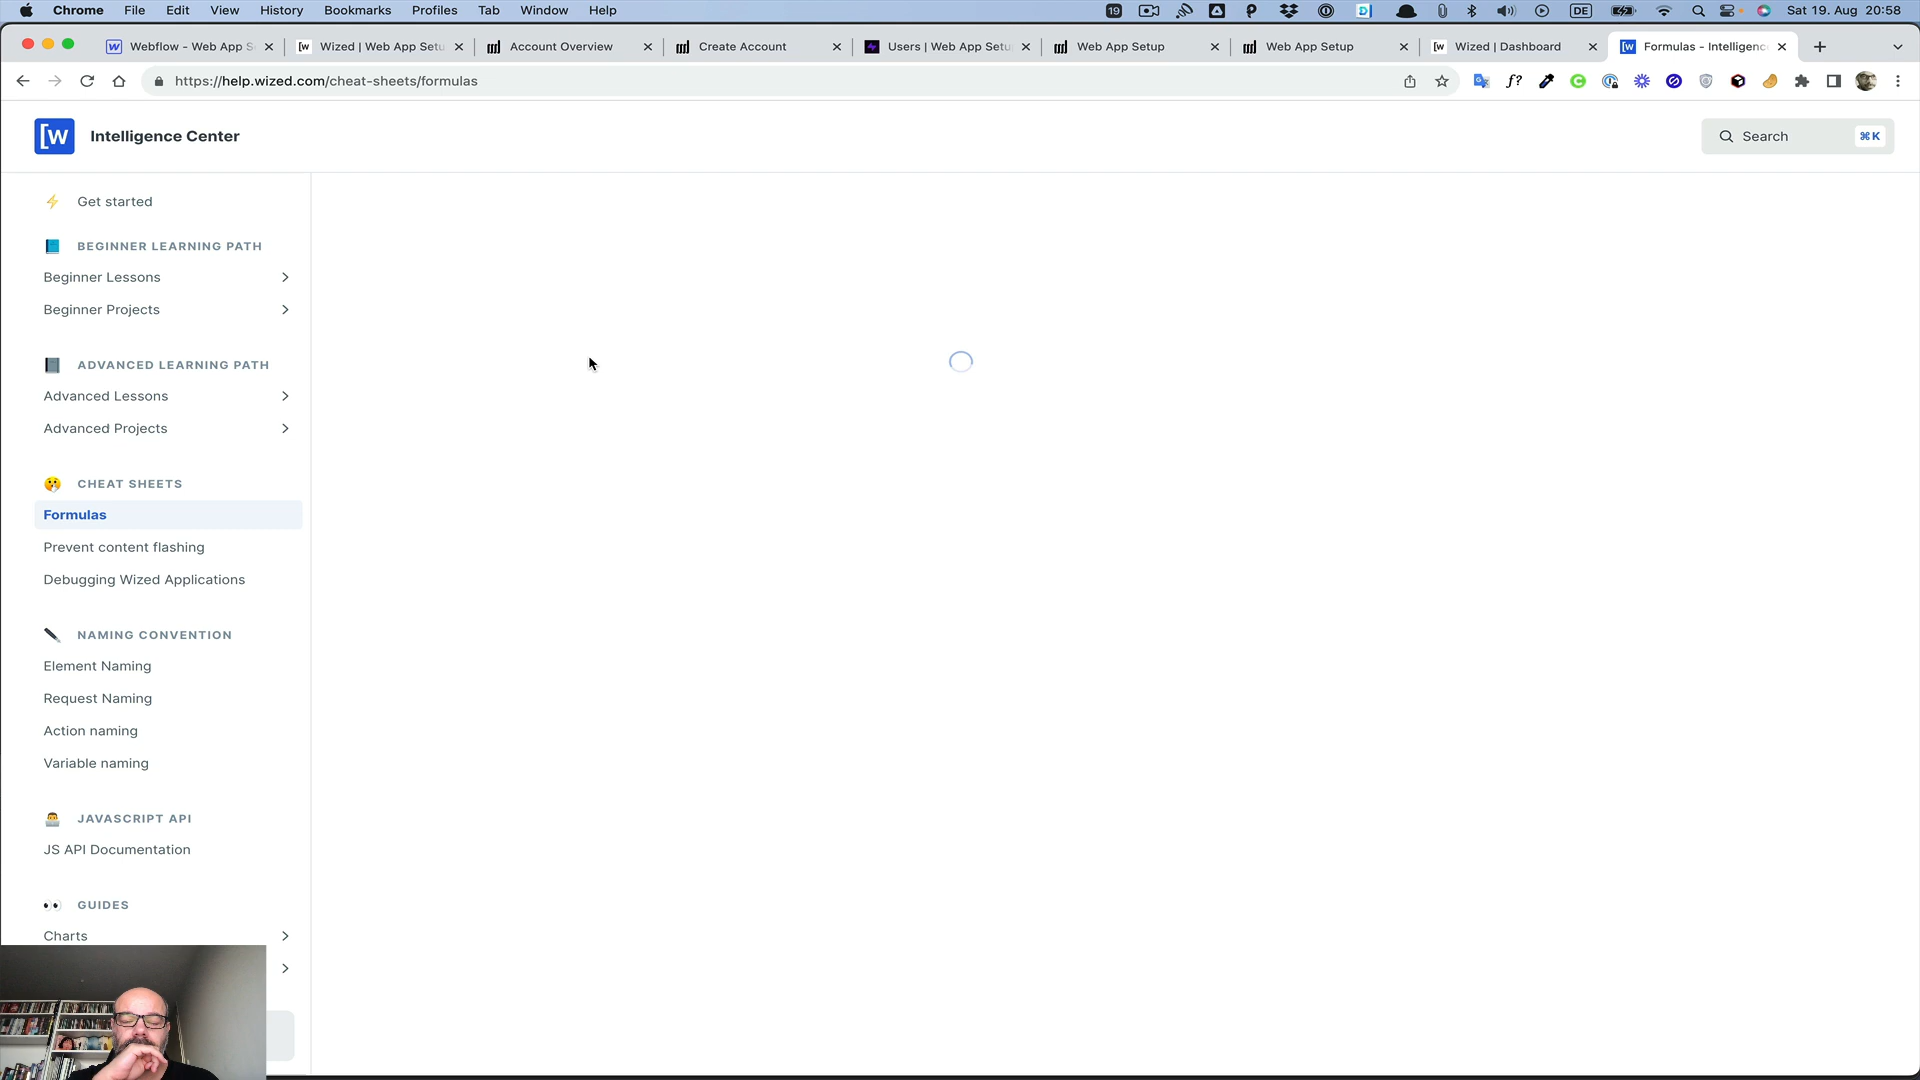 Chrome File Edit View History Bookmarks Profiles Tab Window Help 19 DE Sat 19. Aug 20:58
Webflow - Web App S
Wized | Web App Setu
Account Overview
Create Account
Users | Web App Setu
Web App Setup
Web App Setup
Wized | Dashboard
Formulas - Intelligenc
https://help.wized.com/cheat-sheets/formulas
[W Intelligence Center
Search ⌘K
Get started
BEGINNER LEARNING PATH
Beginner Lessons
Beginner Projects
ADVANCED LEARNING PATH
Advanced Lessons
Advanced Projects
CHEAT SHEETS
Formulas
Prevent content flashing
Debugging Wized Applications
NAMING CONVENTION
Element Naming
Request Naming
Action naming
Variable naming
JAVASCRIPT API
JS API Documentation
GUIDES
Charts